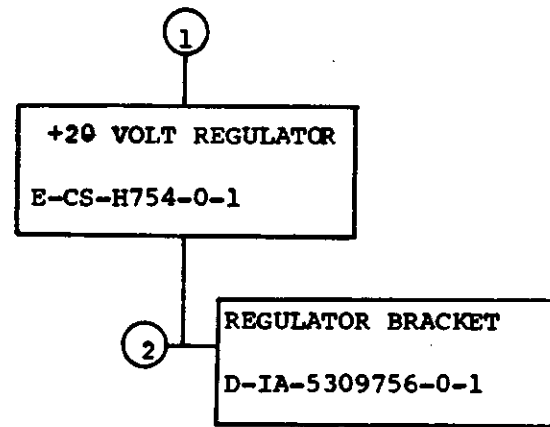 1
+20 VOLT REGULATOR
E-CS-H754-0-1
REGULATOR BRACKET
2
D-IA-5309756-0-1